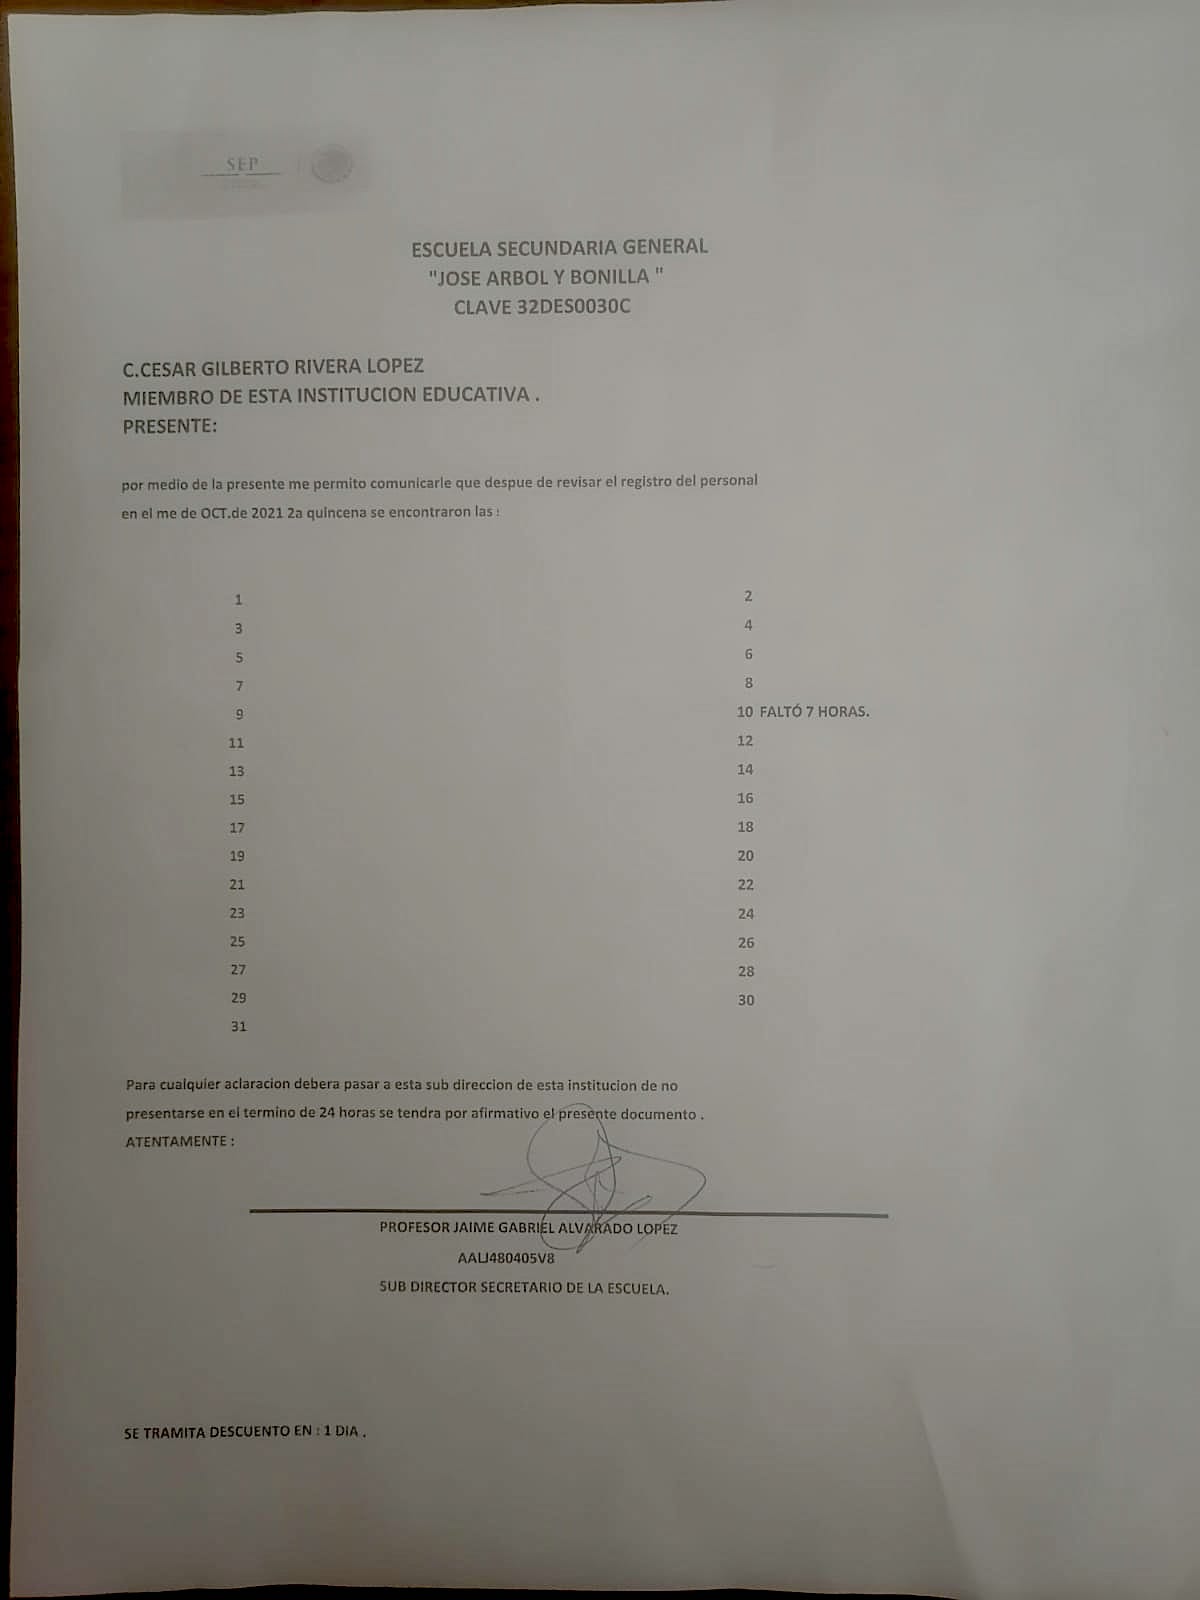 SEP
ESCUELA SECUNDARIA GENERAL
"JOSE ARBOL Y BONILLA "
CLAVE 32DES0030C
C.CESAR GILBERTO RIVERA LOPEZ
MIEMBRO DE ESTA INSTITUCION EDUCATIVA .
PRESENTE:
por medio de la presente me permito comunicarle que despue de revisar el registro del personal
en el me de OCT.de 2021 2a quincena se encontraron las :
1 2
3 4
5 6
7 8
9 10 FALTÓ 7 HORAS.
11 12
13 14
15 16
17 18
19 20
21 22
23 24
25 26
27 28
29 30
31
Para cualquier aclaracion debera pasar a esta sub direccion de esta institucion de no
presentarse en el termino de 24 horas se tendra por afirmativo el presente documento .
ATENTAMENTE :
PROFESOR JAIME GABRIEL ALVARADO LOPEZ
AALJ480405V8
SUB DIRECTOR SECRETARIO DE LA ESCUELA.
SE TRAMITA DESCUENTO EN : 1 DIA .